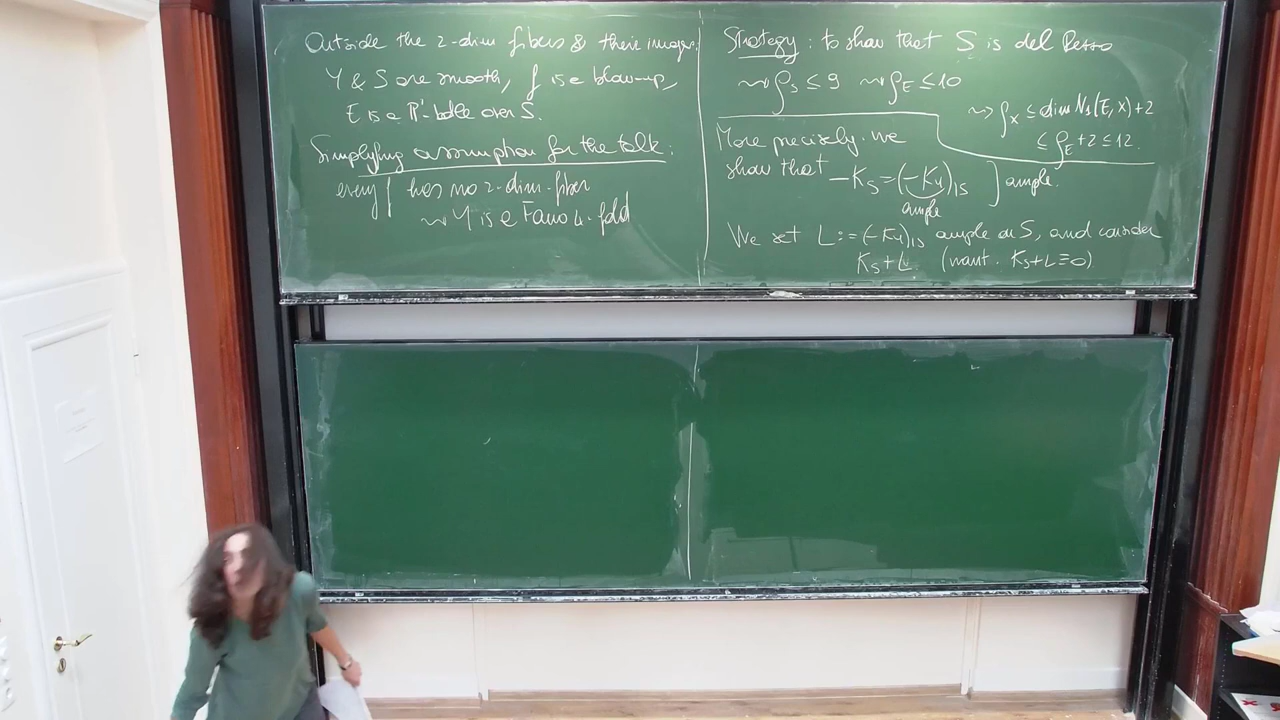 Outside the 2-dim fibers & their images,
Y & S are smooth, f is a blow-up,
E is a P¹-bdle over S.
Simplifying assumption for the talk:
every f has no 2-dim fiber
⇝ Y is a Fano 4-fold
Strategy: to show that S is del Pezzo
⇝ ρ_S ≤ 9 ⇝ ρ_E ≤ 10
⇝ ρ_X ≤ dim N₁(E,X)+2
≤ ρ_E+2 ≤ 12.
More precisely we
show that -K_S = (-K_Y)|S ] ample.
ample
We set L := (-K_Y)|S ample on S, and consider
K_S+L (want: K_S+L≡0)